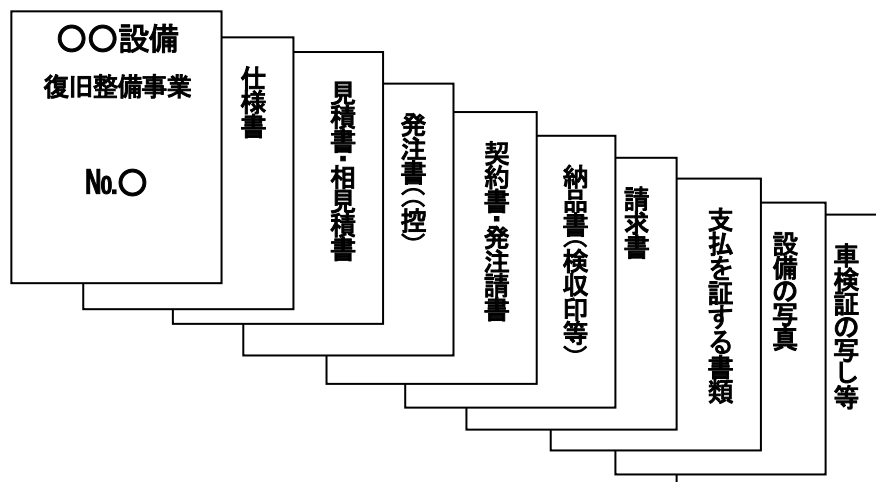 〇〇設備
復旧整備事業
№〇
仕様書
見積書・相見積書
発注書((控)
契約書・発注請書
納品書(検収印等)
請求書
支払を証する書類
設備の写真
車検証の写し等